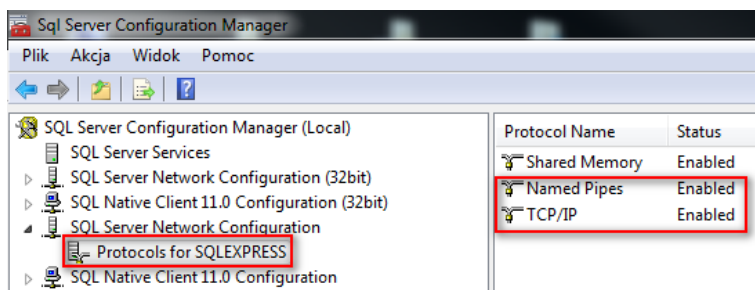 Sql Server Configuration Manager
Plik Akcja Widok Pomoc
SQL Server Configuration Manager (Local)
SQL Server Services
SQL Server Network Configuration (32bit)
SQL Native Client 11.0 Configuration (32bit)
SQL Server Network Configuration
Protocols for SQLEXPRESS
SQL Native Client 11.0 Configuration
Protocol Name Status
Shared Memory Enabled
Named Pipes Enabled
TCP/IP Enabled